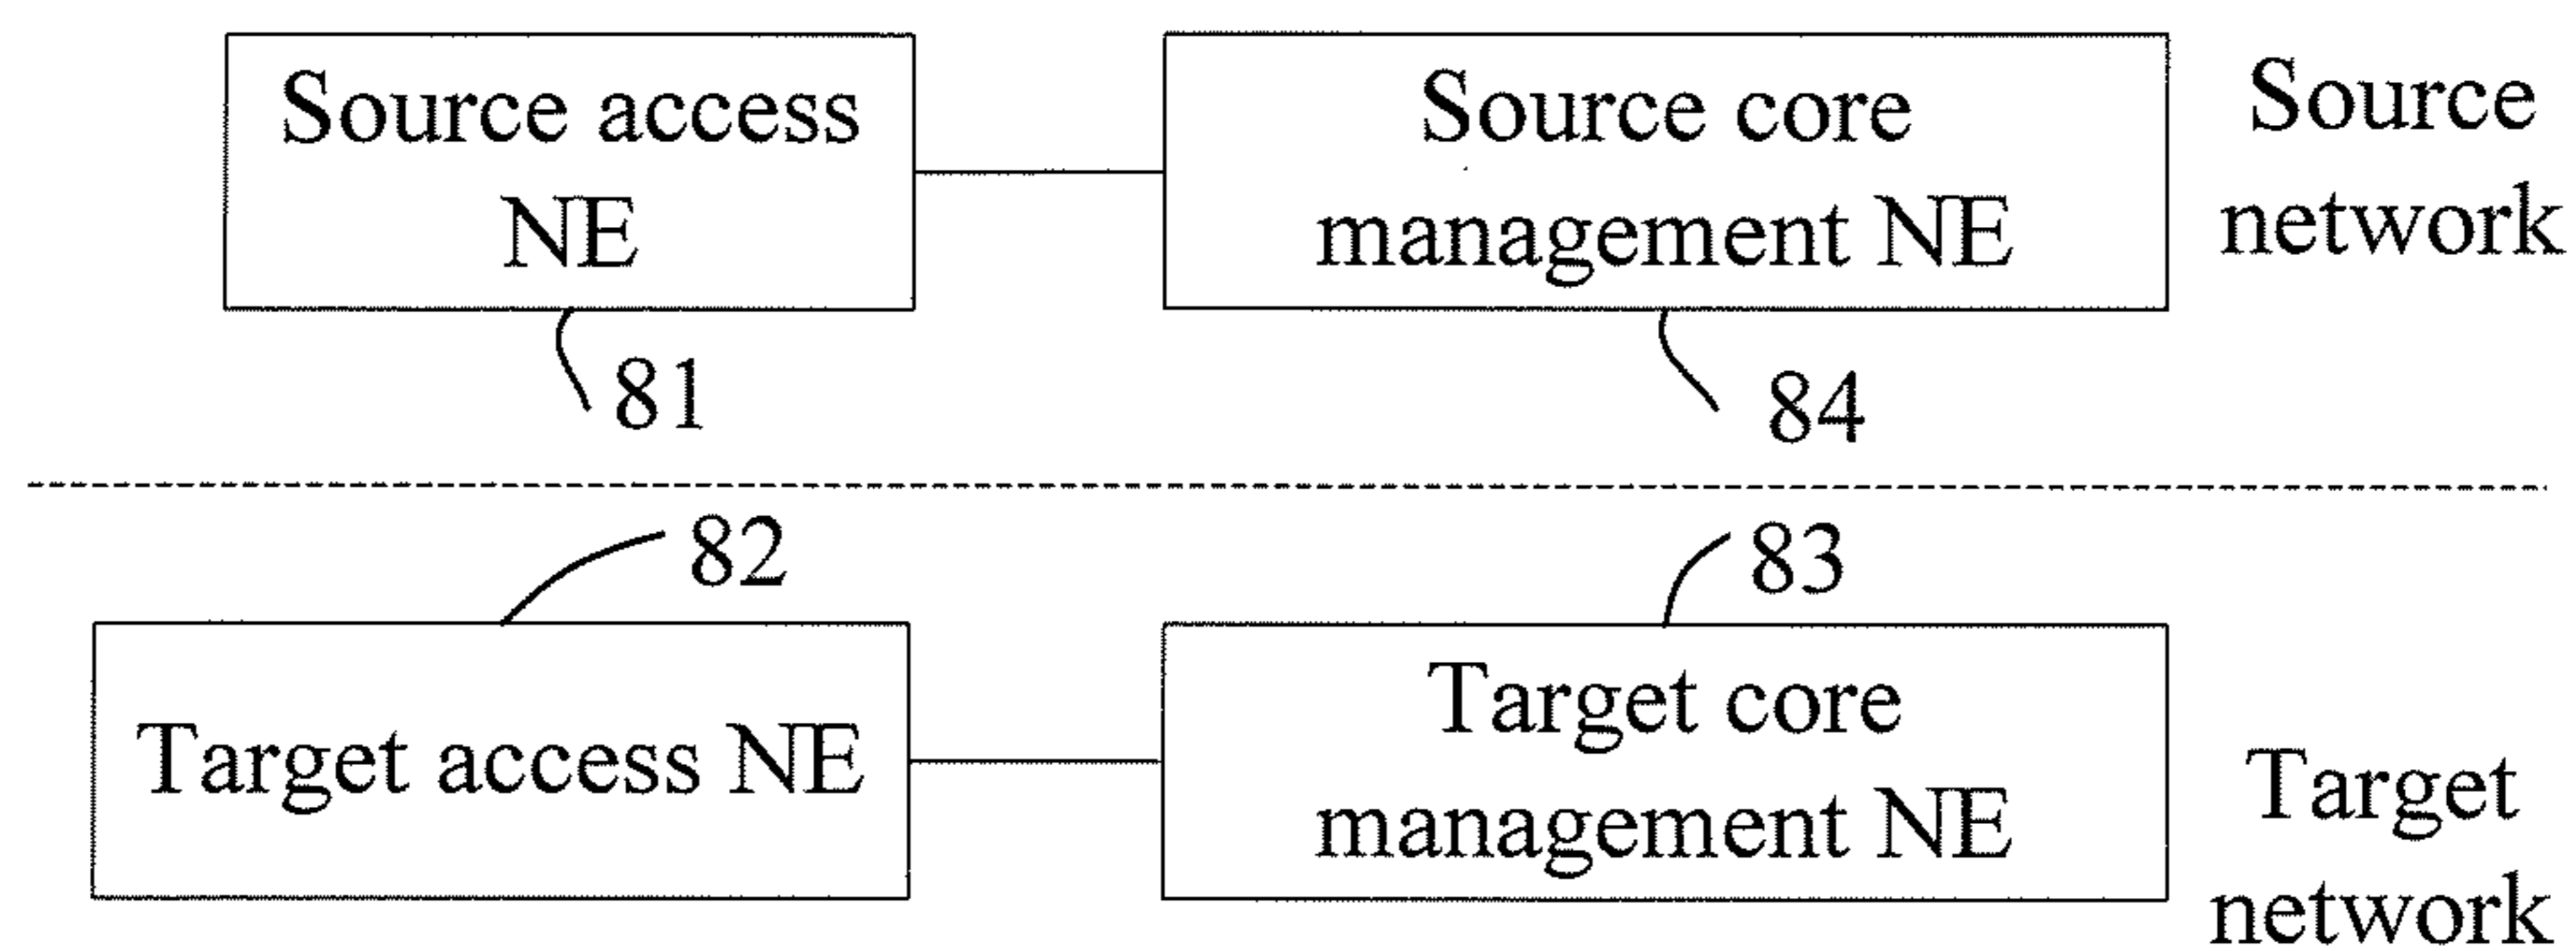 Source access
NE
Source core
management NE
Source
network
81
84
82
83
Target access NE
Target core
management NE
Target
network